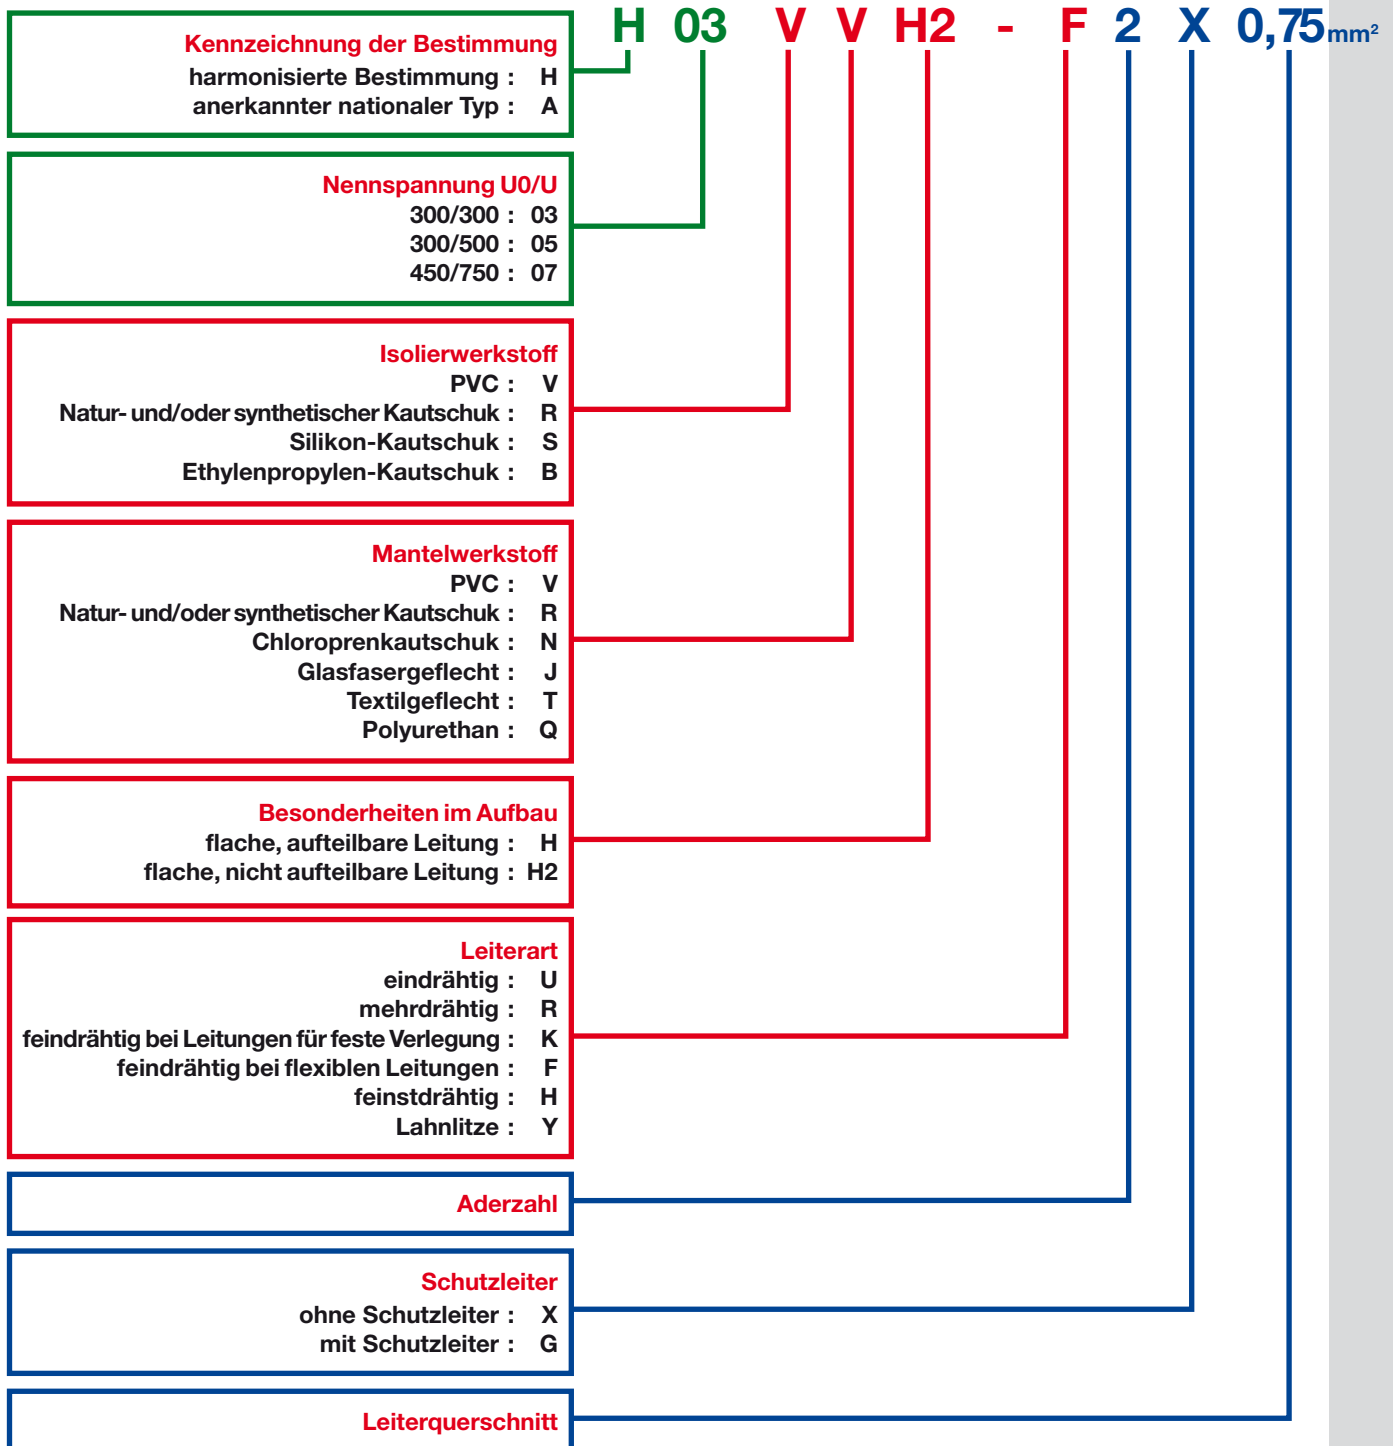 H 03 V V H2 - F 2 X 0,75 mm²
Kennzeichnung der Bestimmung
harmonisierte Bestimmung : H
anerkannter nationaler Typ : A
Nennspannung U0/U
300/300 : 03
300/500 : 05
450/750 : 07
Isolierwerkstoff
PVC : V
Natur- und/oder synthetischer Kautschuk : R
Silikon-Kautschuk : S
Ethylenpropylen-Kautschuk : B
Mantelwerkstoff
PVC : V
Natur- und/oder synthetischer Kautschuk : R
Chloroprenkautschuk : N
Glasfasergeflecht : J
Textilgeflecht : T
Polyurethan : Q
Besonderheiten im Aufbau
flache, aufteilbare Leitung : H
flache, nicht aufteilbare Leitung : H2
Leiterart
eindrähtig : U
mehrdrähtig : R
feindrähtig bei Leitungen für feste Verlegung : K
feindrähtig bei flexiblen Leitungen : F
feinstdrähtig : H
Lahnlitze : Y
Aderzahl
Schutzleiter
ohne Schutzleiter : X
mit Schutzleiter : G
Leiterquerschnitt